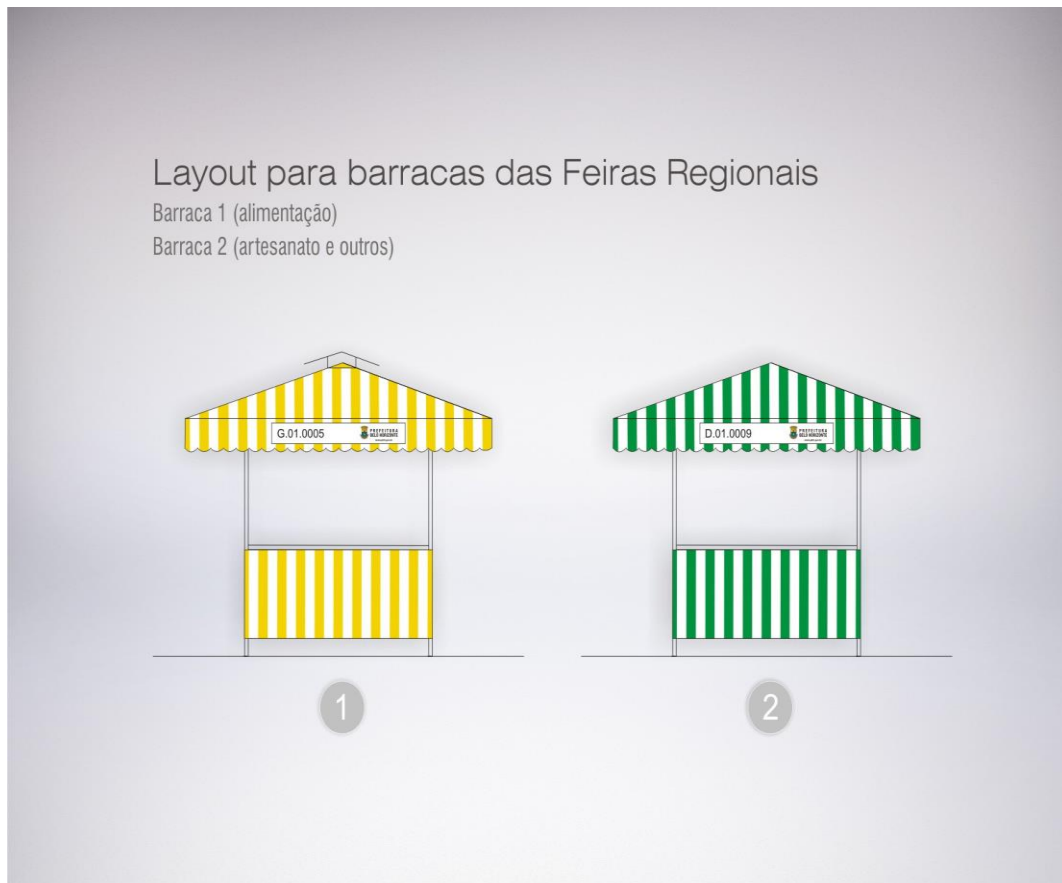 Layout para barracas das Feiras Regionais
Barraca 1 (alimentação)
Barraca 2 (artesanato e outros)
G.01.0005
PREFEITURA
BELO HORIZONTE
D.01.0009
PREFEITURA
BELO HORIZONTE
1
2